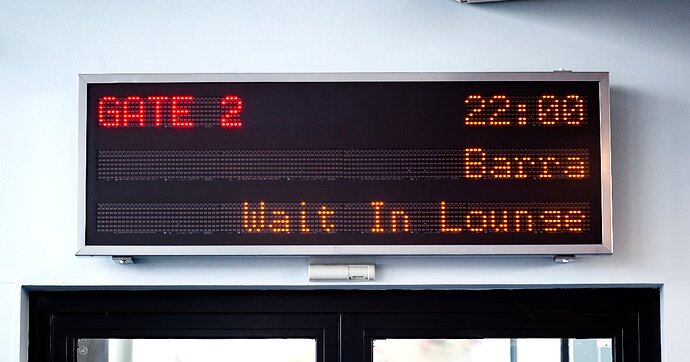 GATE 2 22:00
Barra
Wait In Lounge